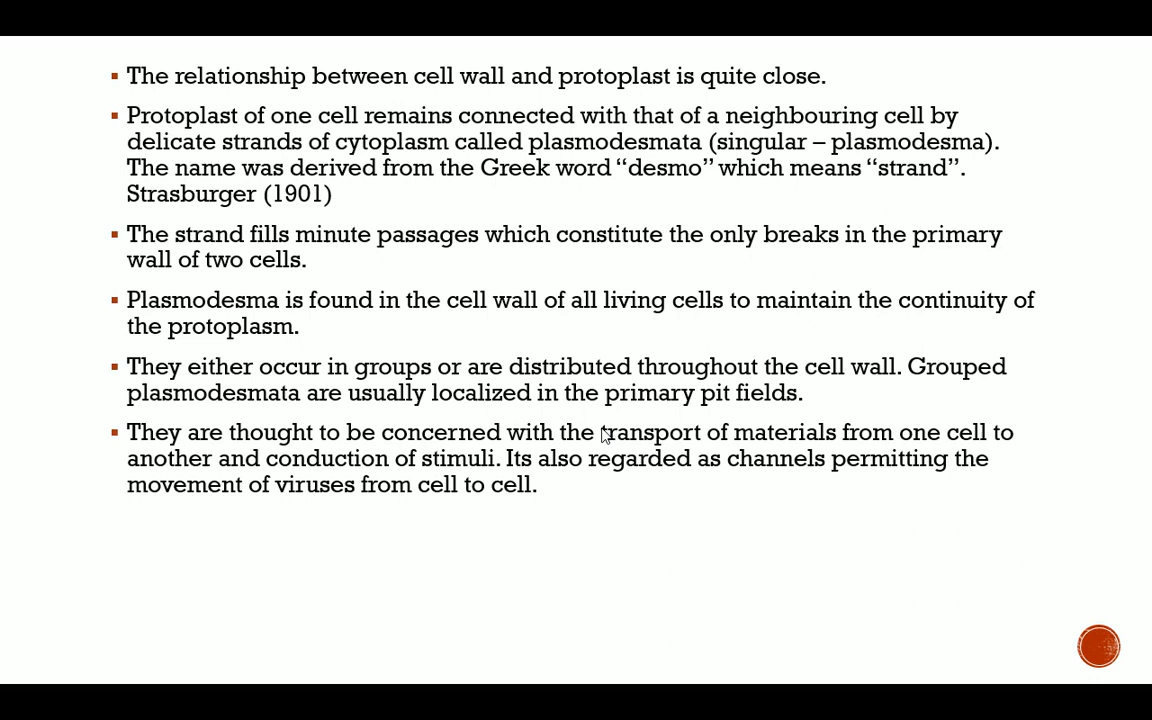 ▪ The relationship between cell wall and protoplast is quite close.
▪ Protoplast of one cell remains connected with that of a neighbouring cell by
delicate strands of cytoplasm called plasmodesmata (singular – plasmodesma).
The name was derived from the Greek word “desmo” which means “strand”.
Strasburger (1901)
▪ The strand fills minute passages which constitute the only breaks in the primary
wall of two cells.
▪ Plasmodesma is found in the cell wall of all living cells to maintain the continuity of
the protoplasm.
▪ They either occur in groups or are distributed throughout the cell wall. Grouped
plasmodesmata are usually localized in the primary pit fields.
▪ They are thought to be concerned with the transport of materials from one cell to
another and conduction of stimuli. Its also regarded as channels permitting the
movement of viruses from cell to cell.